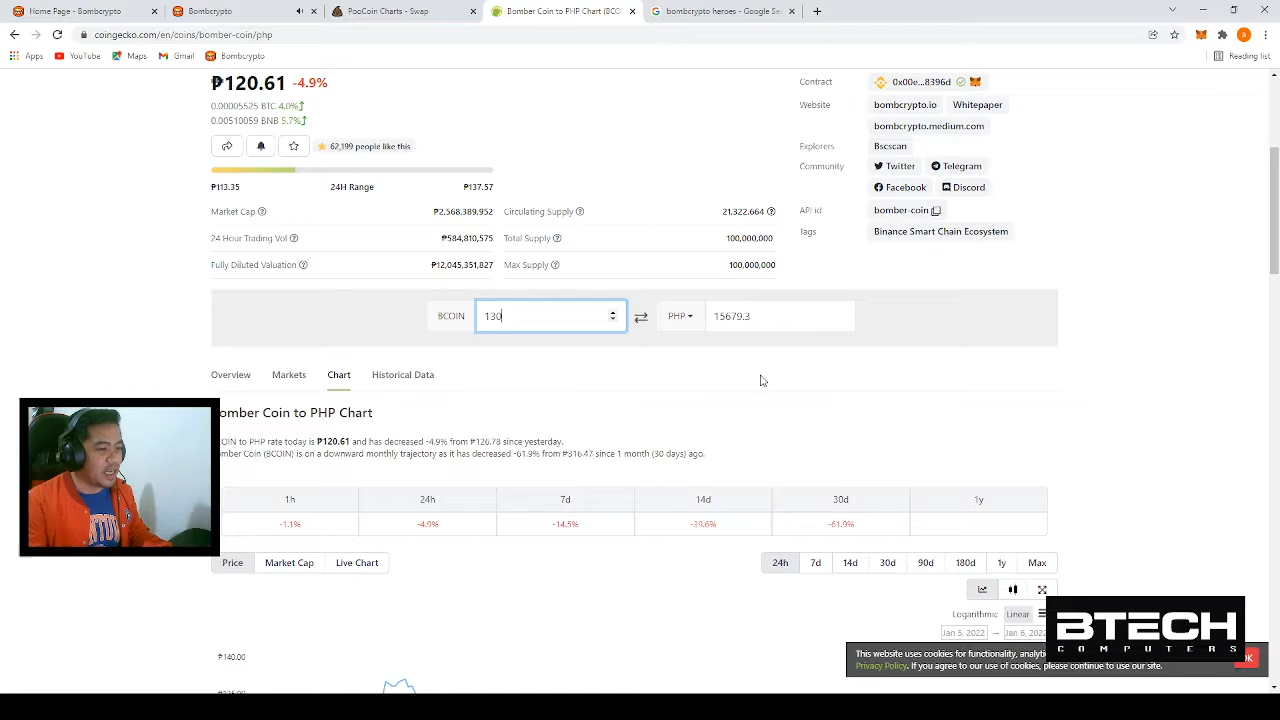 Home Page - Bombcrypto
Bombcrypto
PooCoin Charts - Swap
Bomber Coin to PHP Chart (BCOI
bombcrypto heroes - Google Se
coingecko.com/en/coins/bomber-coin/php
Apps
YouTube
Maps
Gmail
Bombcrypto
Reading list
₱120.61 -4.9%
0.00005525 BTC 4.0%
0.00510059 BNB 5.7%
62,199 people like this
₱113.35 24H Range ₱137.57
Market Cap ₱2,568,389,952
Circulating Supply 21,322,664
24 Hour Trading Vol ₱584,810,575
Total Supply 100,000,000
Fully Diluted Valuation ₱12,045,351,827
Max Supply 100,000,000
Contract 0x00e...8396d
Website bombcrypto.io Whitepaper
bombcrypto.medium.com
Explorers Bscscan
Community Twitter Telegram
Facebook Discord
API id bomber-coin
Tags Binance Smart Chain Ecosystem
BCOIN 130 PHP 15679.3
Overview Markets Chart Historical Data
omber Coin to PHP Chart
COIN to PHP rate today is ₱120.61 and has decreased -4.9% from ₱126.78 since yesterday.
omber Coin (BCOIN) is on a downward monthly trajectory as it has decreased -61.9% from ₱316.47 since 1 month (30 days) ago.
1h 24h 7d 14d 30d 1y
-1.1% -4.9% -14.5% -39.6% -61.9%
Price Market Cap Live Chart
24h 7d 14d 30d 90d 180d 1y Max
Logarithmic Linear
Jan 5, 2022 → Jan 6, 2022
₱140.00
BTECH
COMPUTERS
This website uses cookies for functionality, analytic
Privacy Policy. If you agree to our use of cookies, please continue to use our site.
OK